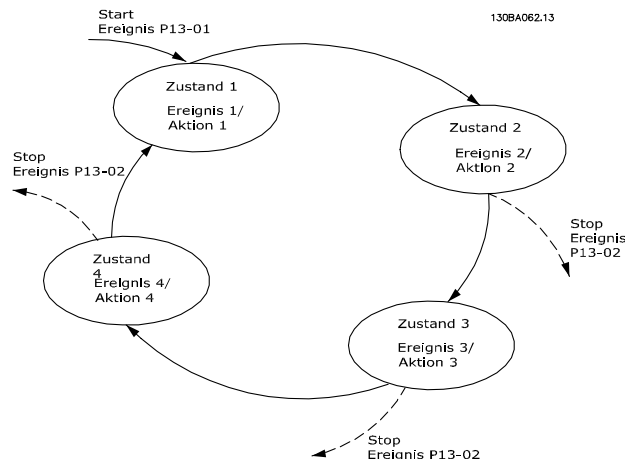 Start
Ereignis P13-01
130BA062.13
Zustand 1
Ereignis 1/
Aktion 1
Zustand 2
Ereignis 2/
Aktion 2
Stop
Ereignis P13-02
Stop
Ereignis
P13-02
Zustand
4
Ereignis 4/
Aktion 4
Zustand 3
Ereignis 3/
Aktion 3
Stop
Ereignis P13-02